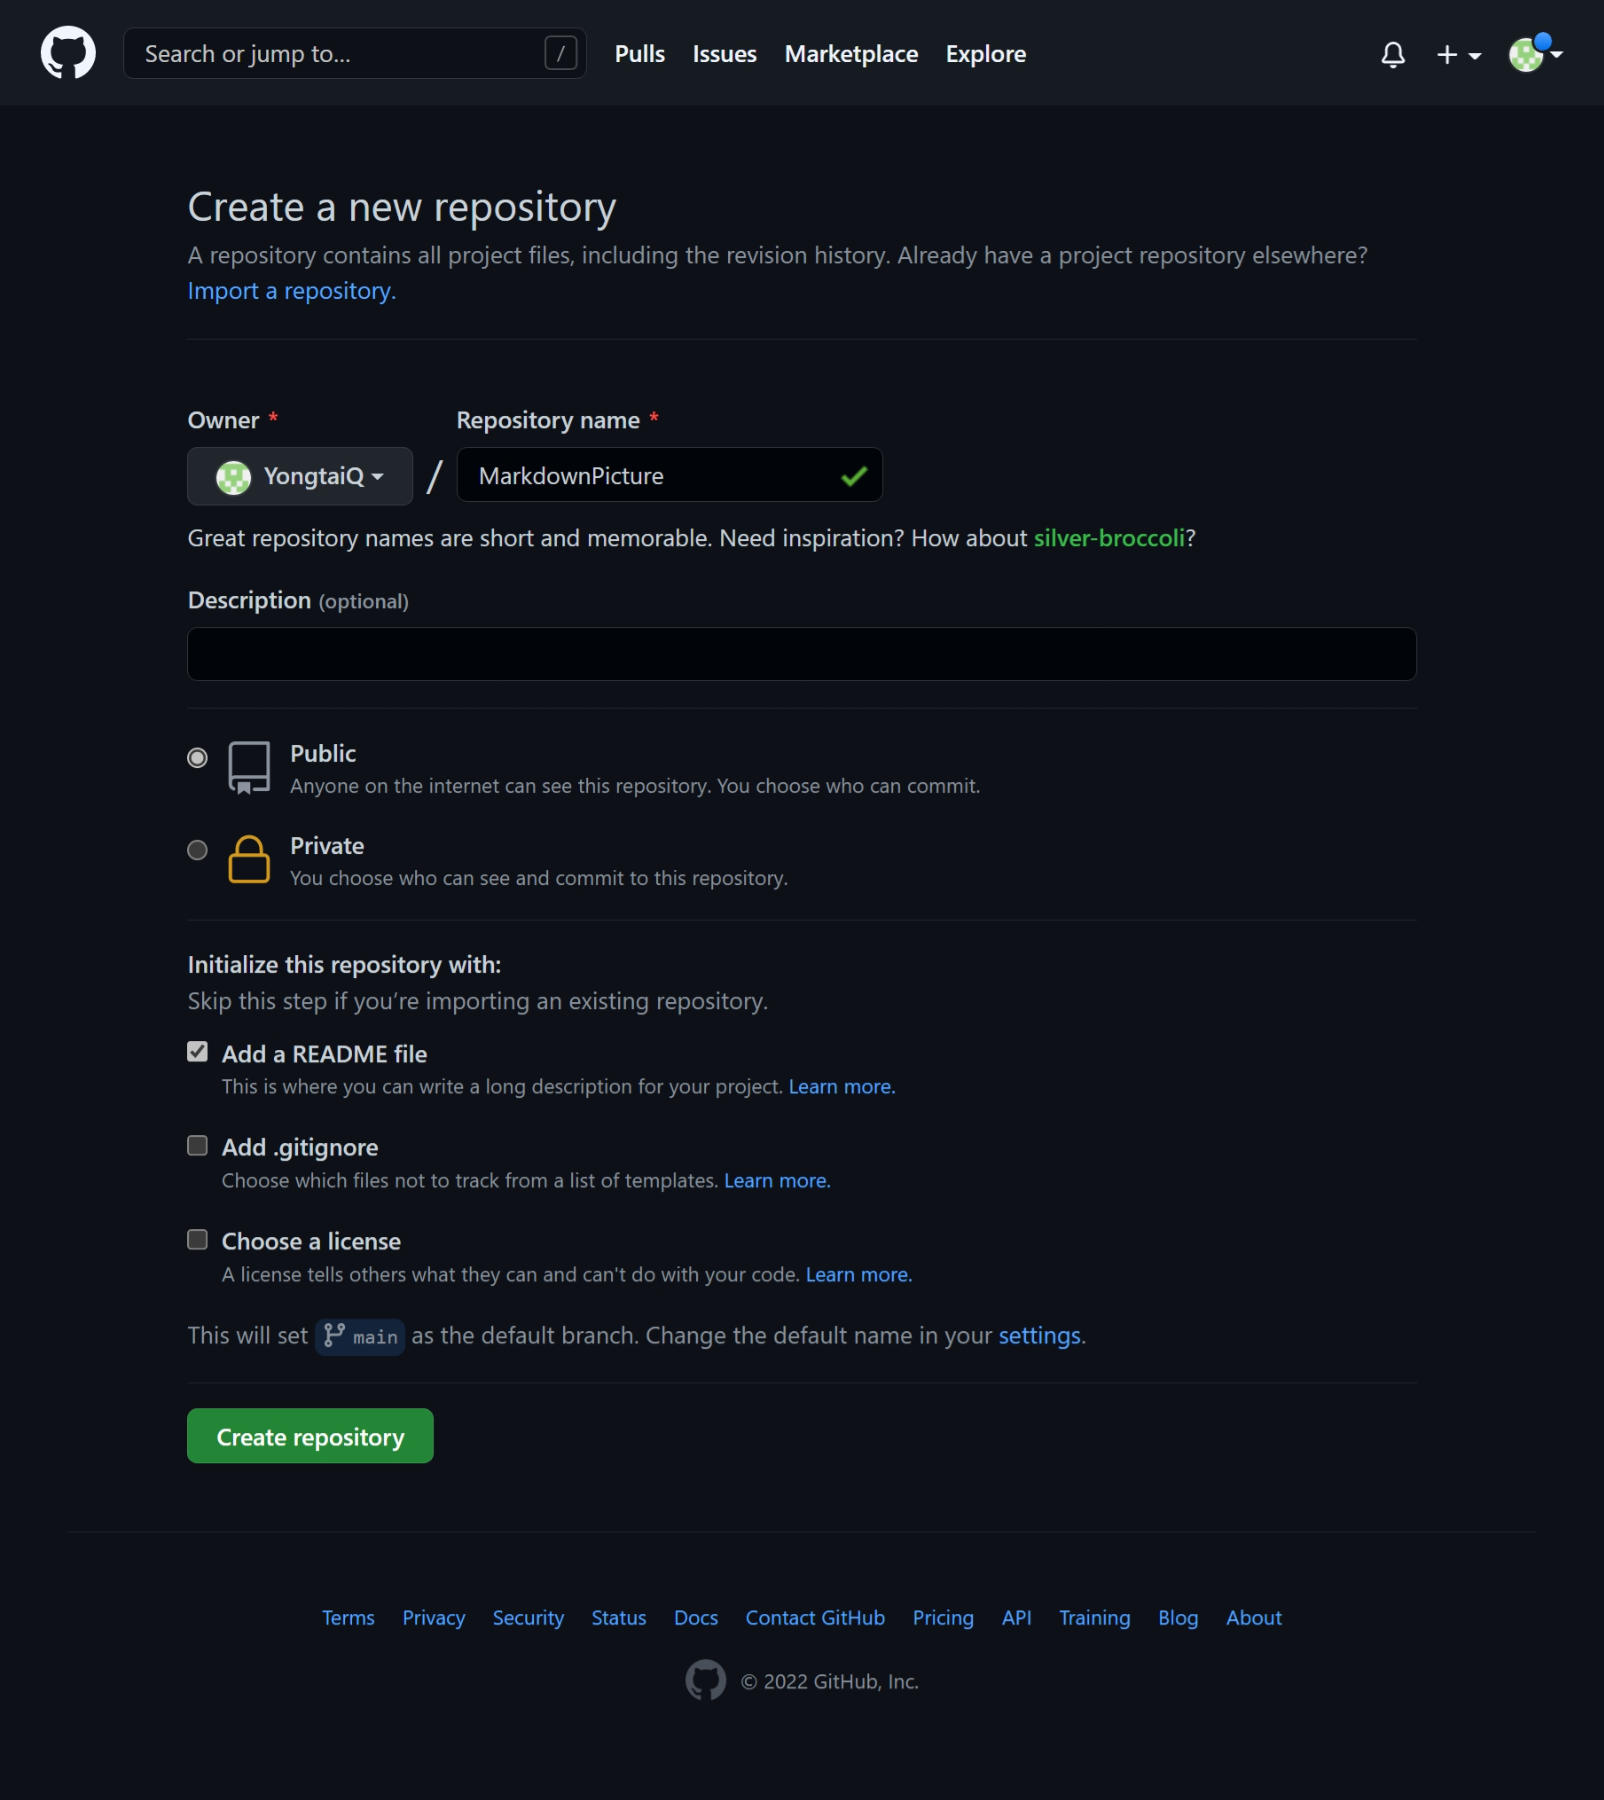 Search or jump to... /
Pulls Issues Marketplace Explore
Create a new repository
A repository contains all project files, including the revision history. Already have a project repository elsewhere?
Import a repository.
Owner * Repository name *
YongtaiQ / MarkdownPicture
Great repository names are short and memorable. Need inspiration? How about silver-broccoli?
Description (optional)
Public
Anyone on the internet can see this repository. You choose who can commit.
Private
You choose who can see and commit to this repository.
Initialize this repository with:
Skip this step if you’re importing an existing repository.
Add a README file
This is where you can write a long description for your project. Learn more.
Add .gitignore
Choose which files not to track from a list of templates. Learn more.
Choose a license
A license tells others what they can and can't do with your code. Learn more.
This will set main as the default branch. Change the default name in your settings.
Create repository
Terms Privacy Security Status Docs Contact GitHub Pricing API Training Blog About
© 2022 GitHub, Inc.